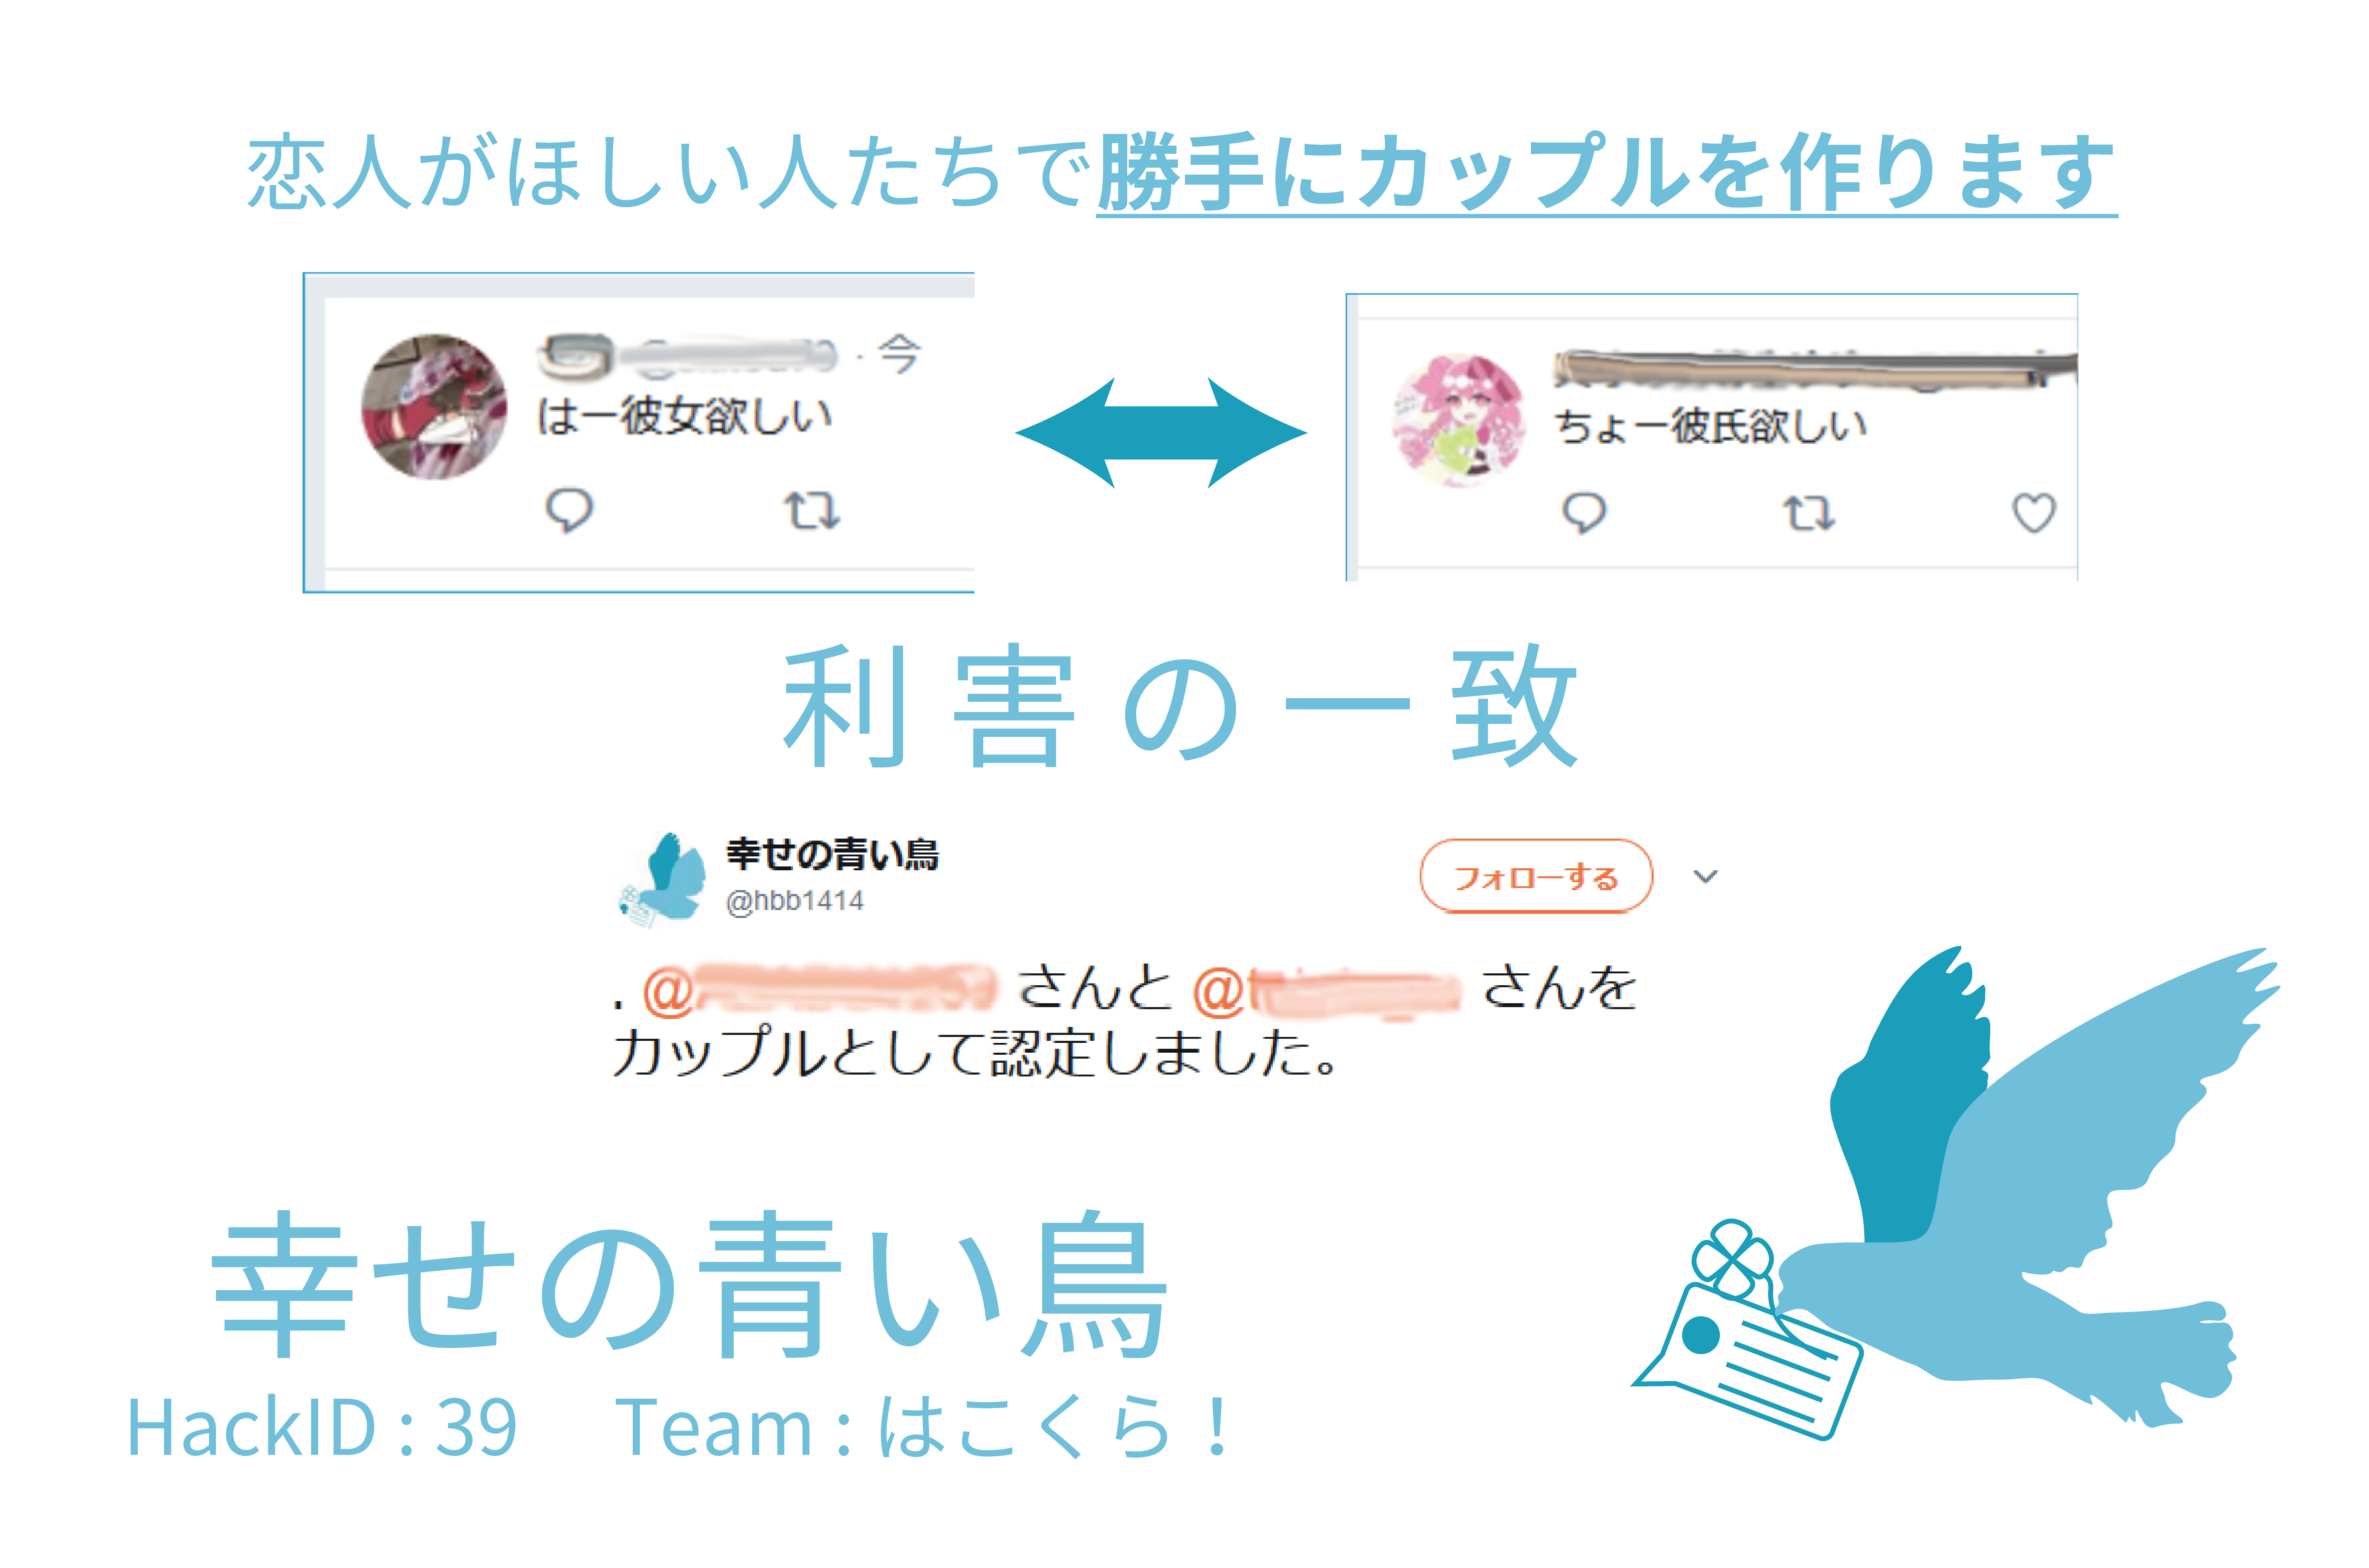 恋人がほしい人たちで勝手にカップルを作ります
・今
はー彼女欲しい
ちょー彼氏欲しい
利害の一致
幸せの青い鳥
@hbb1414
フォローする
. @ さんと @ さんを
カップルとして認定しました。
幸せの青い鳥
HackID : 39 Team : はこくら！